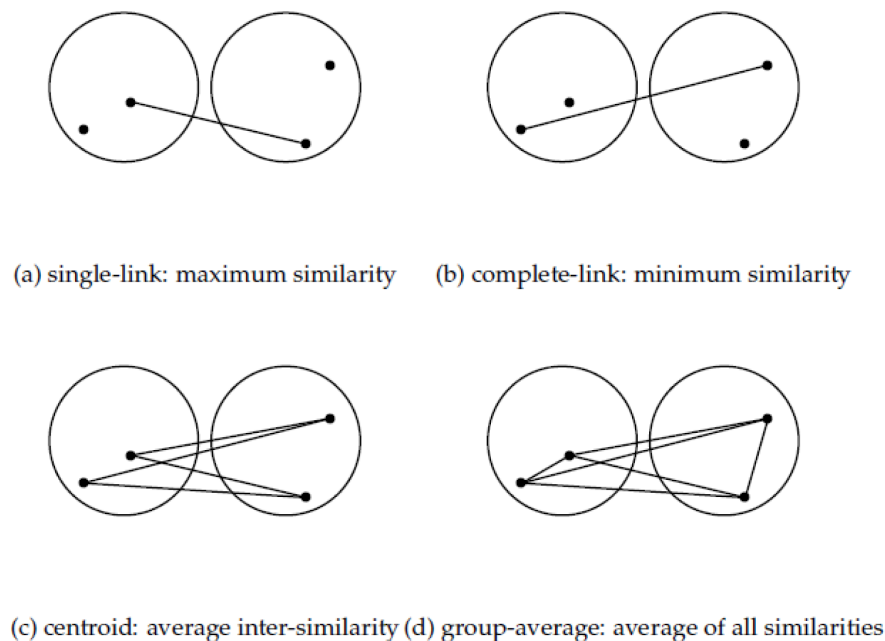 (a) single-link: maximum similarity
(b) complete-link: minimum similarity
(c) centroid: average inter-similarity
(d) group-average: average of all similarities